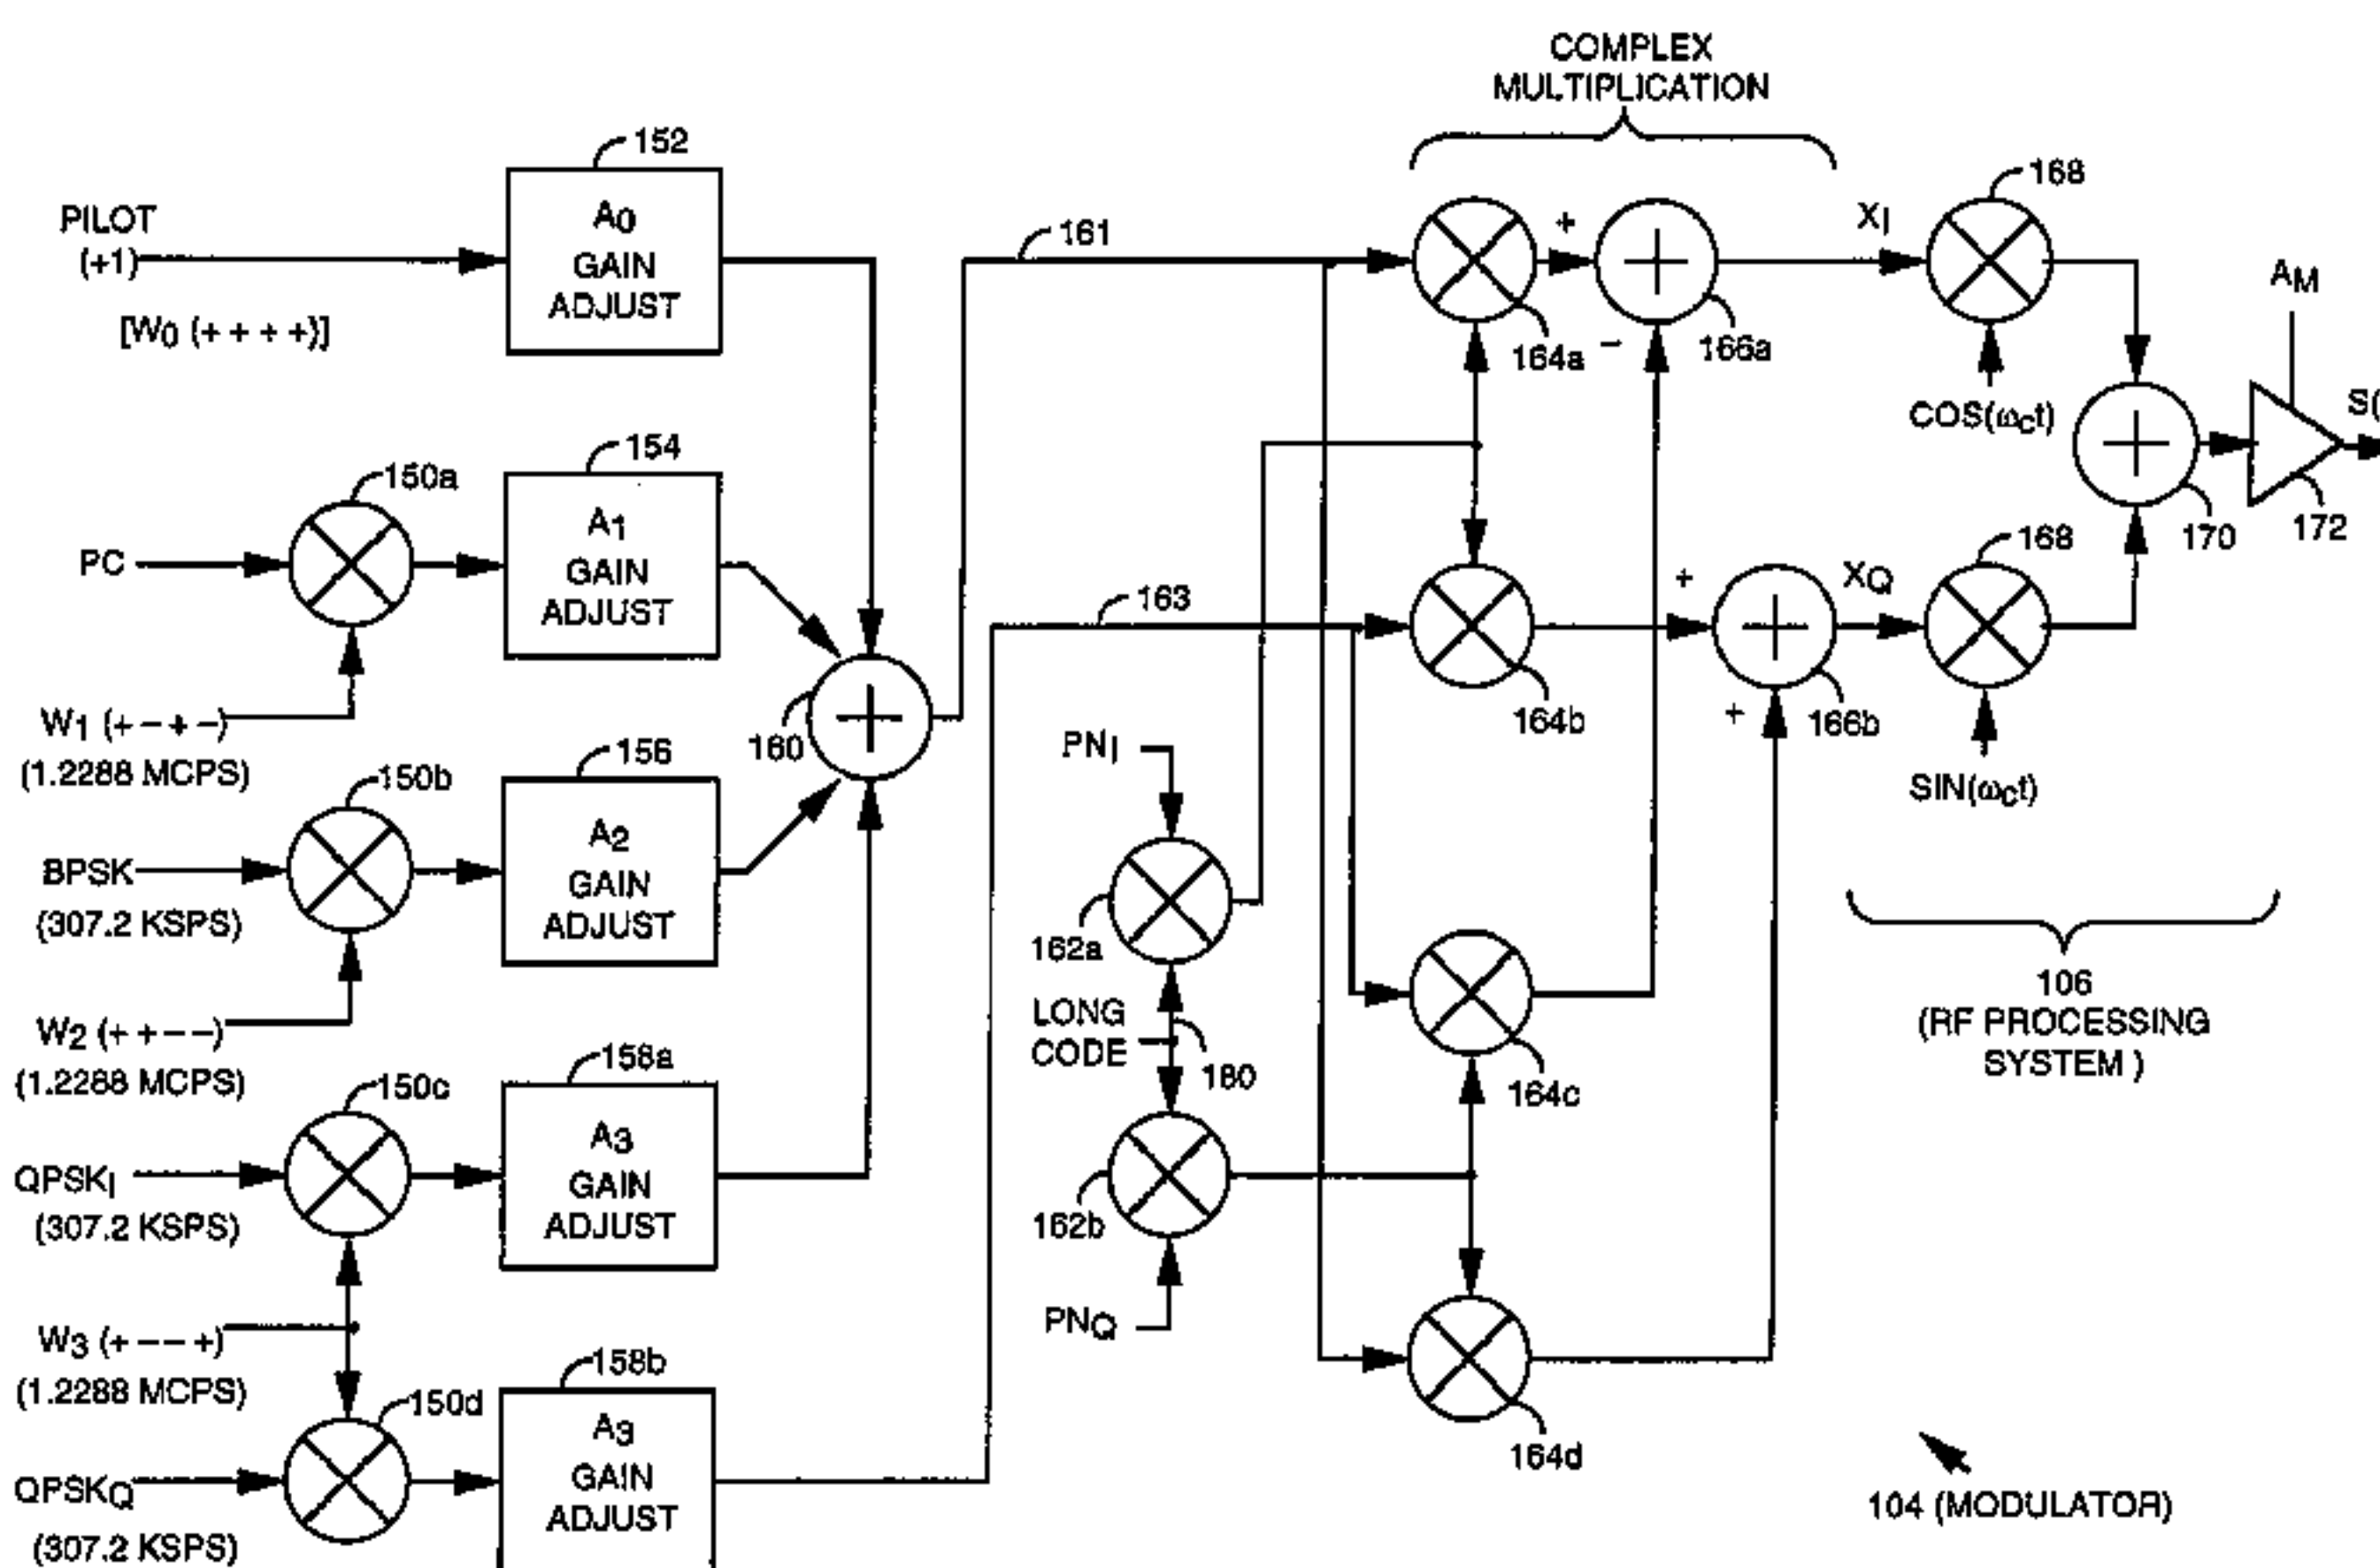 COMPLEX
MULTIPLICATION
152
A0
GAIN
ADJUST
PILOT
(+1)
[W0 (+ + + +)]
161
+
XI
168
AM
164a
–
166a
COS(ωct)
S(
154
150a
A1
GAIN
ADJUST
PC
W1 (+ – + –)
(1.2288 MCPS)
160
163
+
XQ
168
170
172
164b
+
166b
SIN(ωct)
156
150b
A2
GAIN
ADJUST
BPSK
(307.2 KSPS)
W2 (+ + – –)
(1.2288 MCPS)
PNI
162a
LONG
CODE
180
164c
106
(RF PROCESSING
SYSTEM )
158a
150c
A3
GAIN
ADJUST
QPSKI
(307.2 KSPS)
162b
PNQ
W3 (+ – – +)
(1.2288 MCPS)
158b
150d
A3
GAIN
ADJUST
QPSKQ
(307.2 KSPS)
164d
104 (MODULATOR)